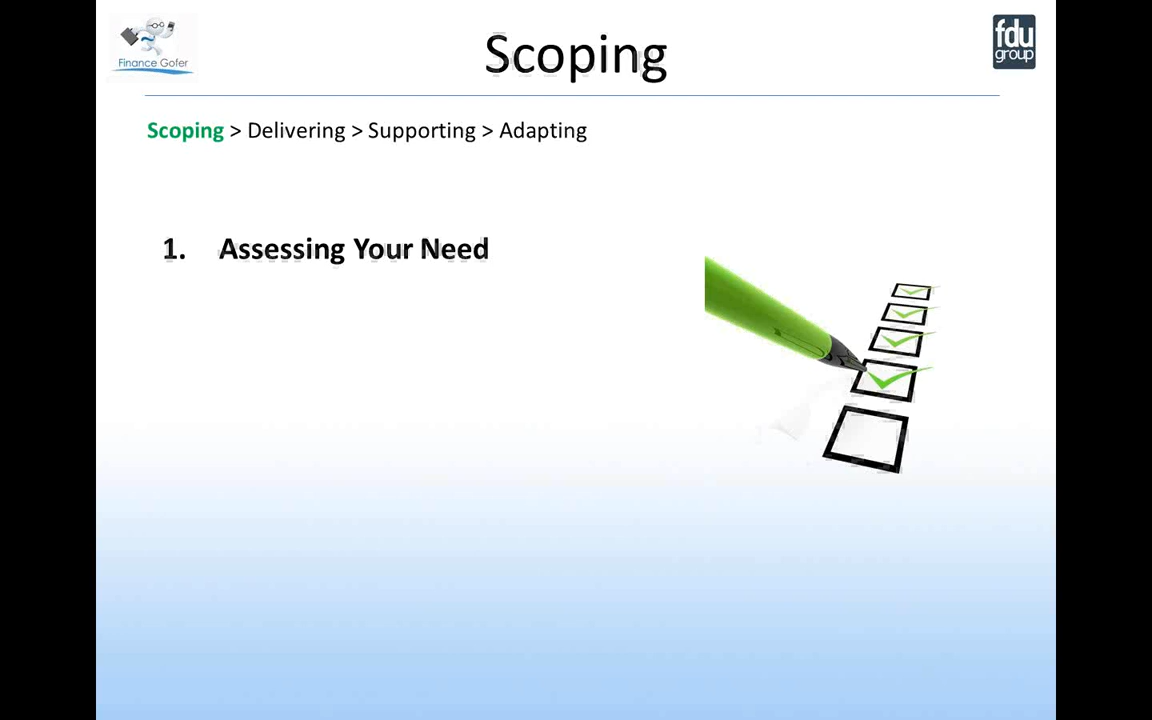 Finance Gofer
Scoping
fdu
group
Scoping > Delivering > Supporting > Adapting
1. Assessing Your Need